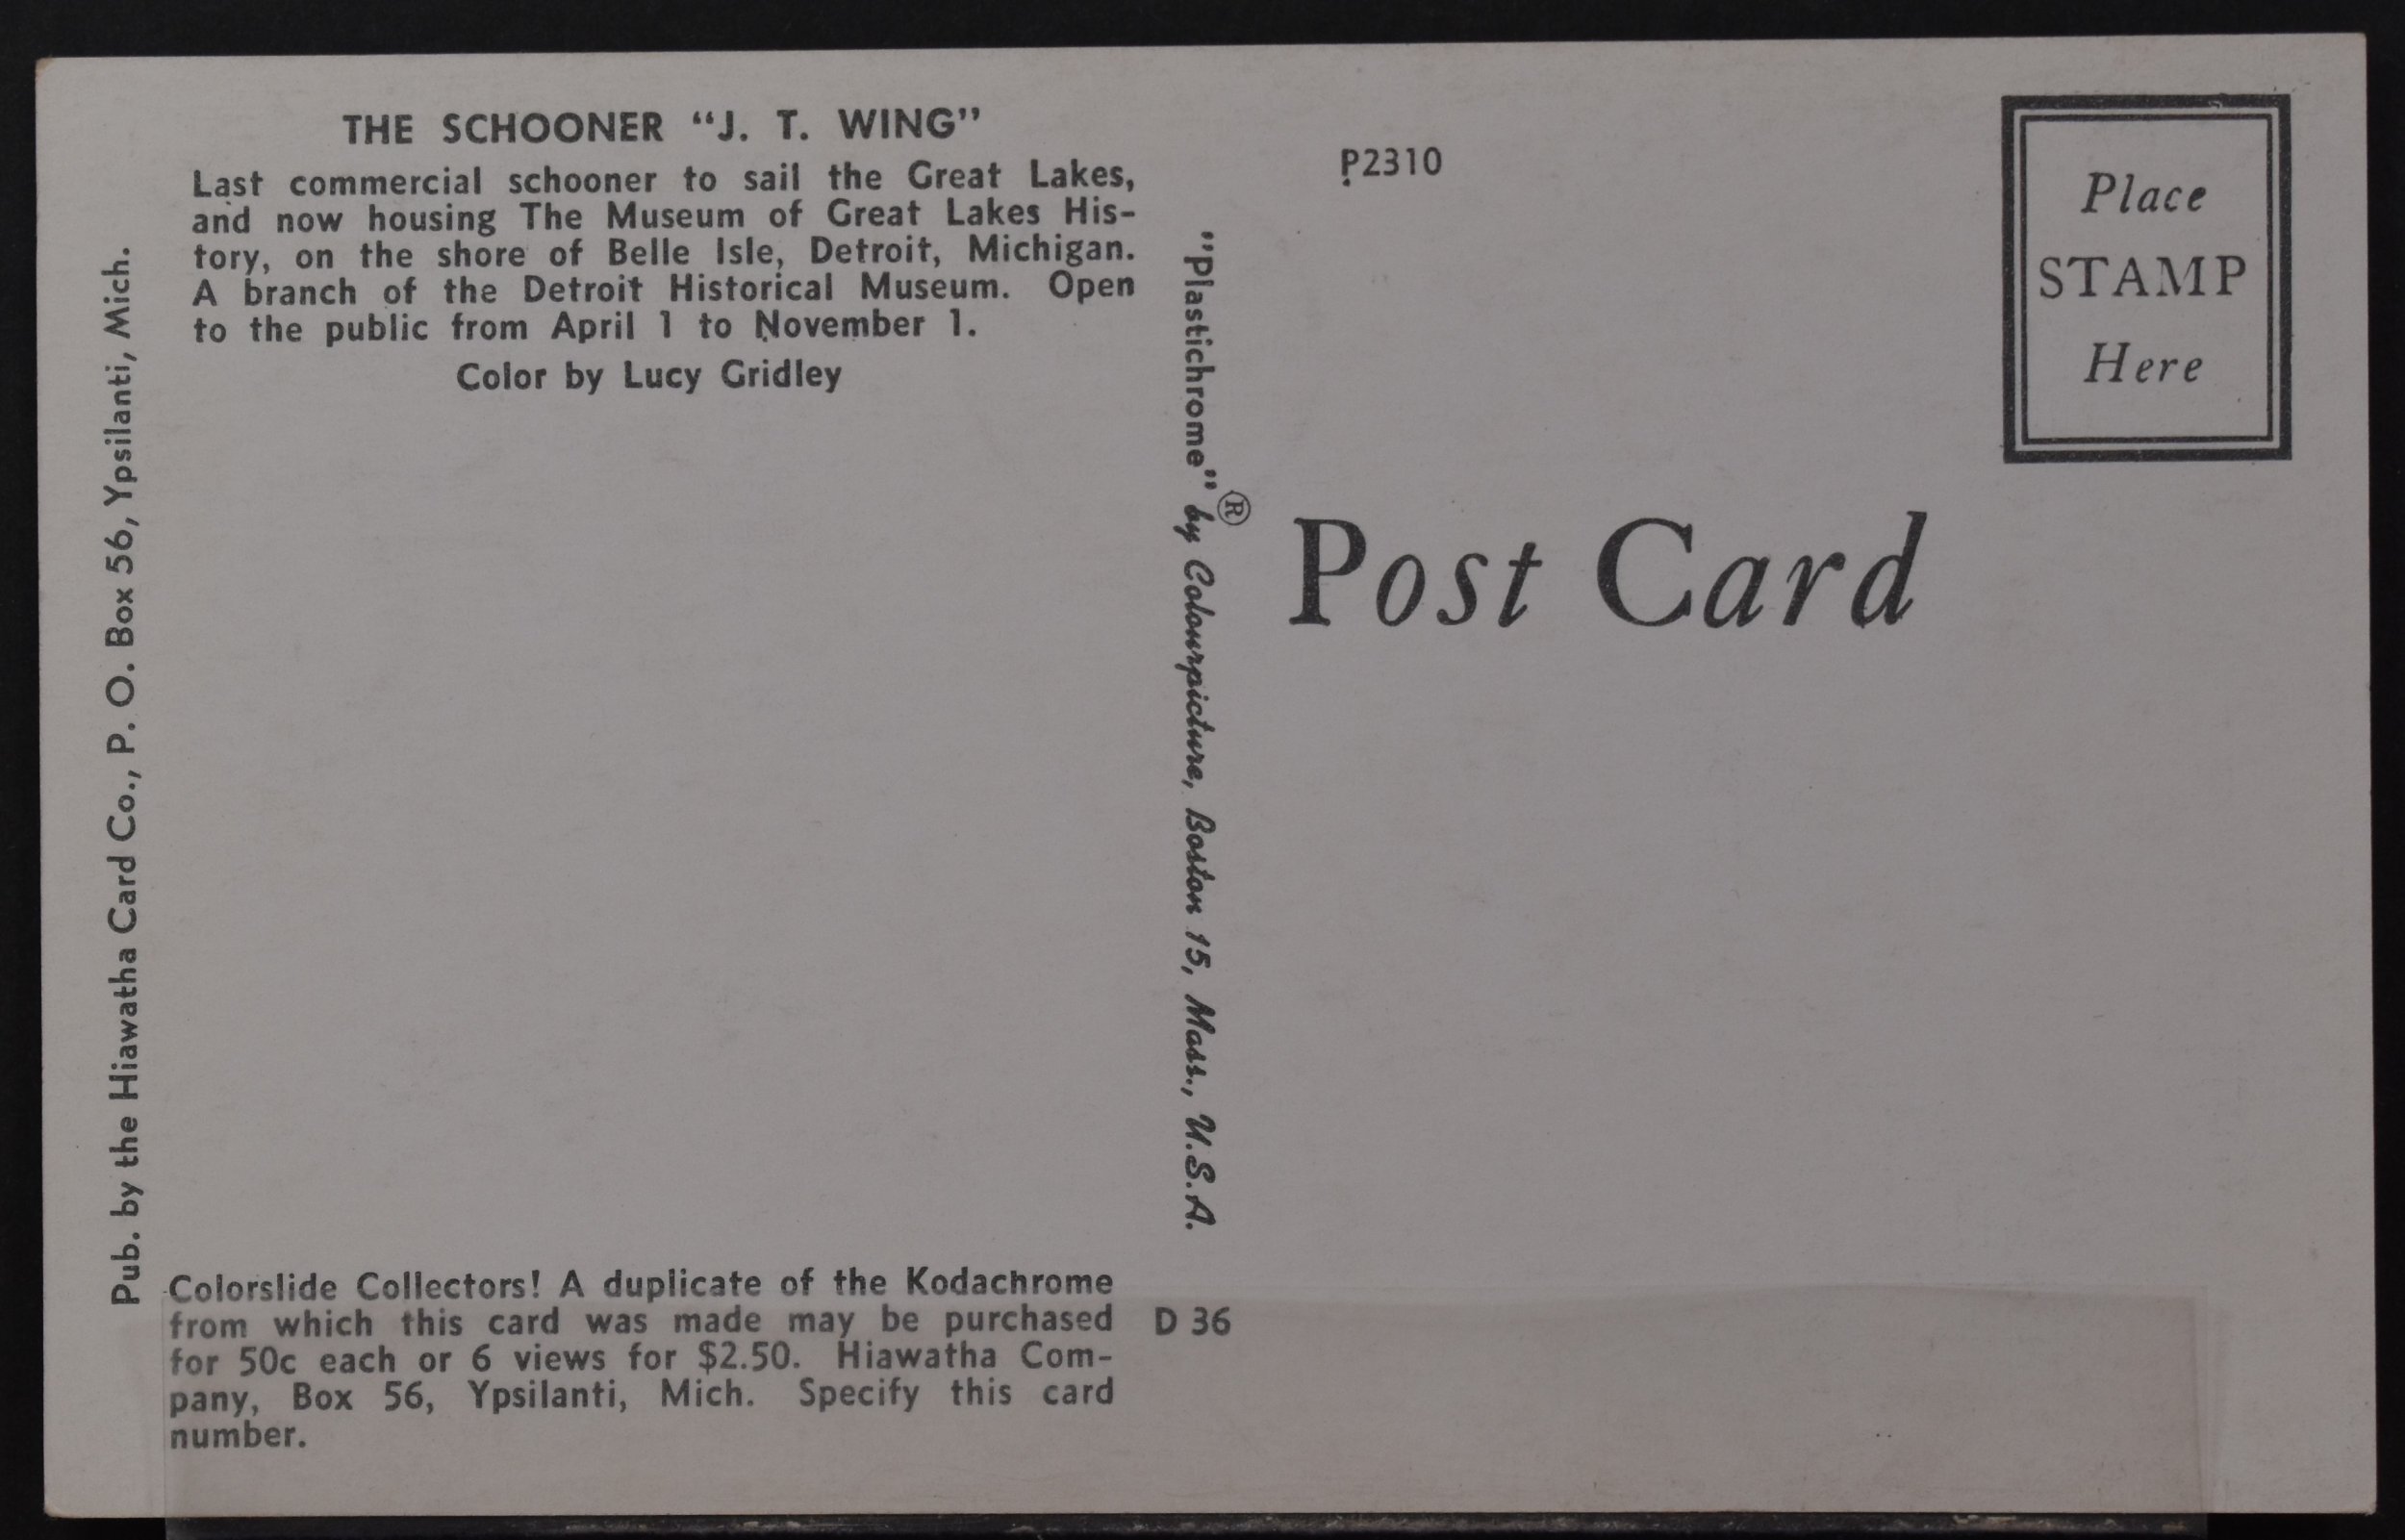 THE SCHOONER “J. T. WING”
Last commercial schooner to sail the Great Lakes,
and now housing The Museum of Great Lakes His-
tory, on the shore of Belle Isle, Detroit, Michigan.
A branch of the Detroit Historical Museum. Open
to the public from April 1 to November 1.
Color by Lucy Gridley
Pub. by the Hiawatha Card Co., P. O. Box 56, Ypsilanti, Mich.
Colorslide Collectors! A duplicate of the Kodachrome
from which this card was made may be purchased
for 50c each or 6 views for $2.50. Hiawatha Com-
pany, Box 56, Ypsilanti, Mich. Specify this card
number.
D 36
"Plastichrome" ® by Colourpicture, Boston 15, Mass., U.S.A.
P2310
Place
STAMP
Here
Post Card